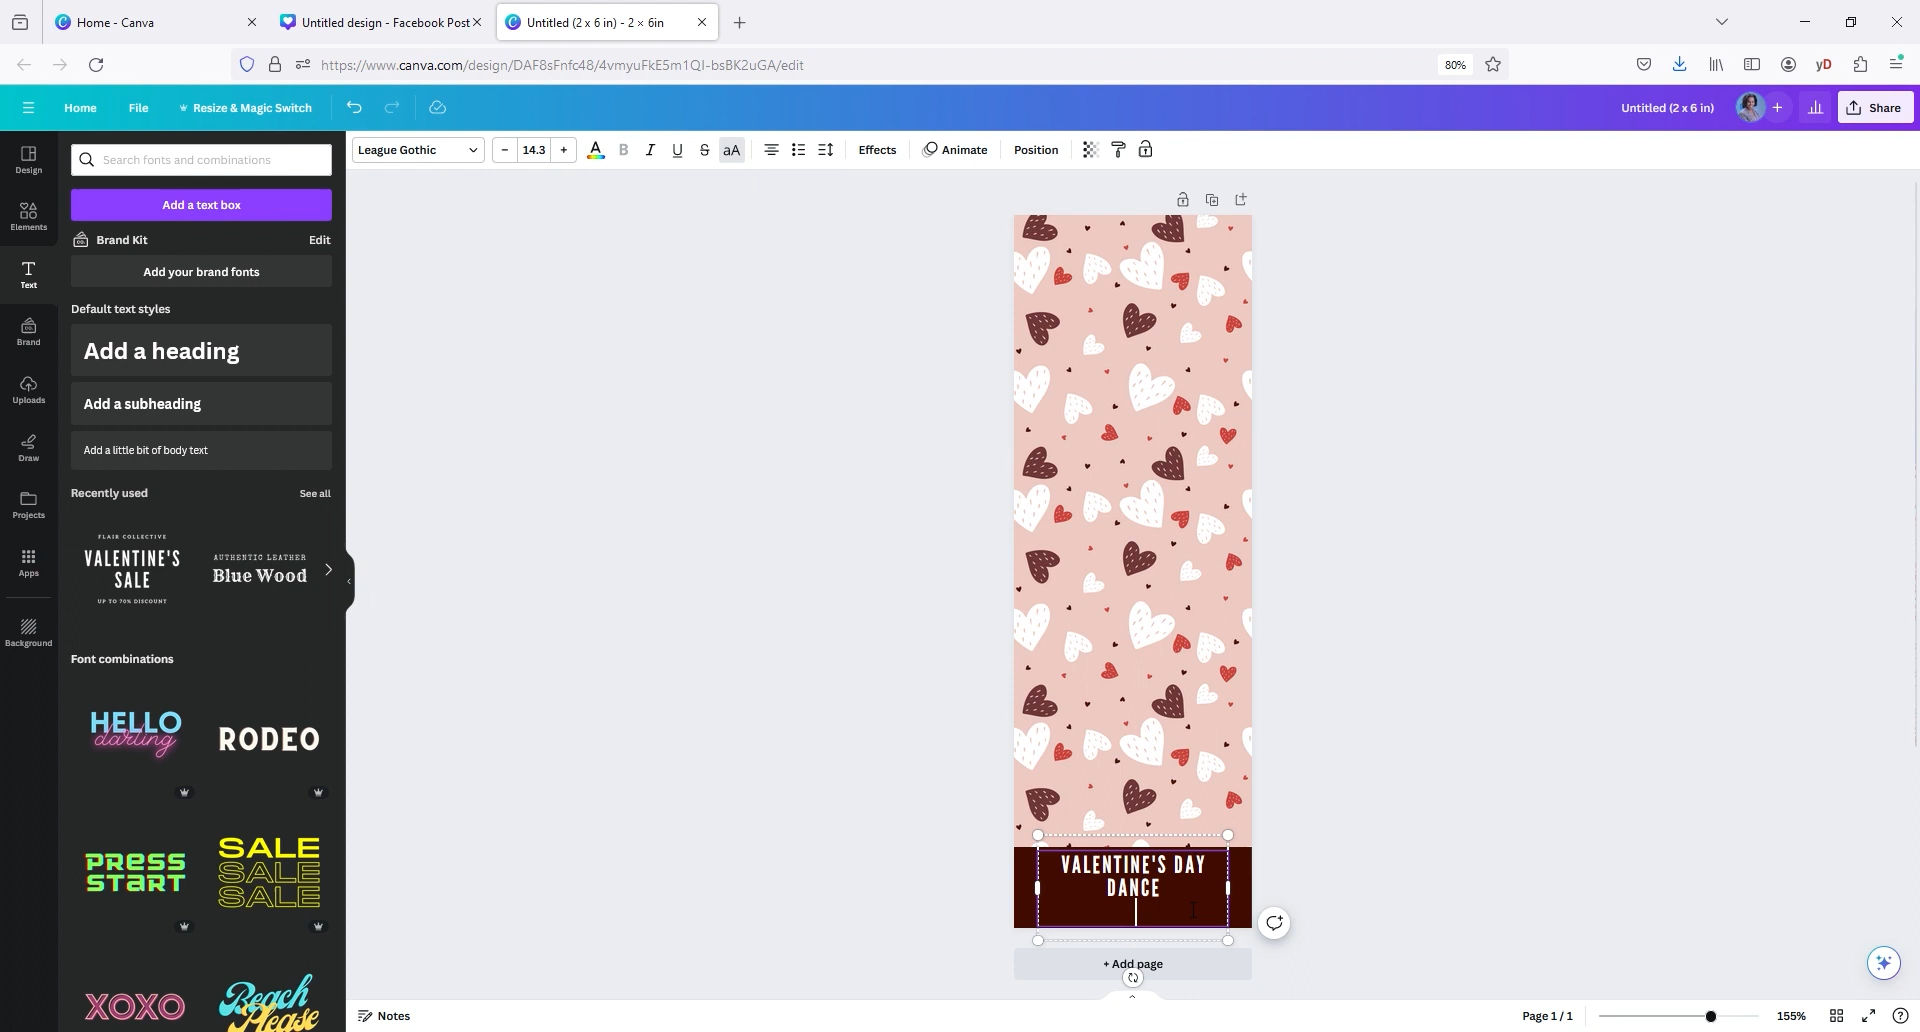 Home - Canva
Untitled design - Facebook Post
Untitled (2 x 6 in) - 2 × 6in
https://www.canva.com/design/DAF8sFnfc48/4vmyuFkE5m1QI-bsBK2uGA/edit
80%
yD
Home
File
Resize & Magic Switch
Untitled (2 x 6 in)
Share
League Gothic
14.3
A
B
I
U
S
aA
Effects
Animate
Position
Design
Elements
Text
Brand
Uploads
Draw
Projects
Apps
Background
Search fonts and combinations
Add a text box
Brand Kit
Edit
Add your brand fonts
Default text styles
Add a heading
Add a subheading
Add a little bit of body text
Recently used
See all
FLAIR COLLECTIVE
VALENTINE'S
SALE
UP TO 70% DISCOUNT
AUTHENTIC LEATHER
Blue Wood
Font combinations
HELLO
darling
RODEO
PRESS
START
SALE
SALE
SALE
XOXO
Beach
Please
VALENTINE'S DAY
DANCE
+ Add page
Notes
Page 1 / 1
155%